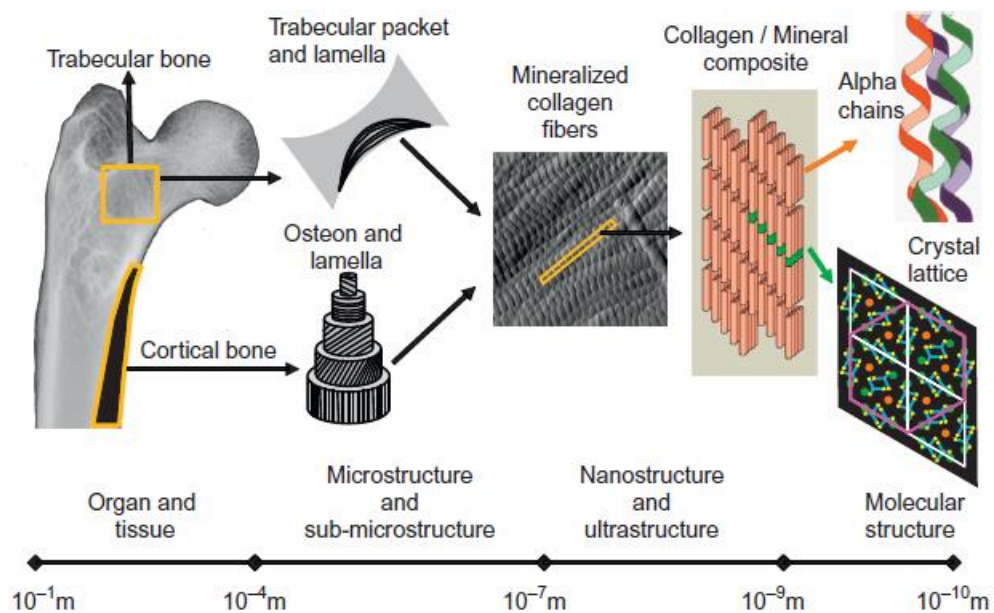 Trabecular bone
Trabecular packet
and lamella
Mineralized
collagen
fibers
Collagen / Mineral
composite
Alpha
chains
Osteon and
lamella
Cortical bone
Crystal
lattice
Organ and
tissue
Microstructure
and
sub-microstructure
Nanostructure
and
ultrastructure
Molecular
structure
10⁻¹m
10⁻⁴m
10⁻⁷m
10⁻⁹m
10⁻¹⁰m